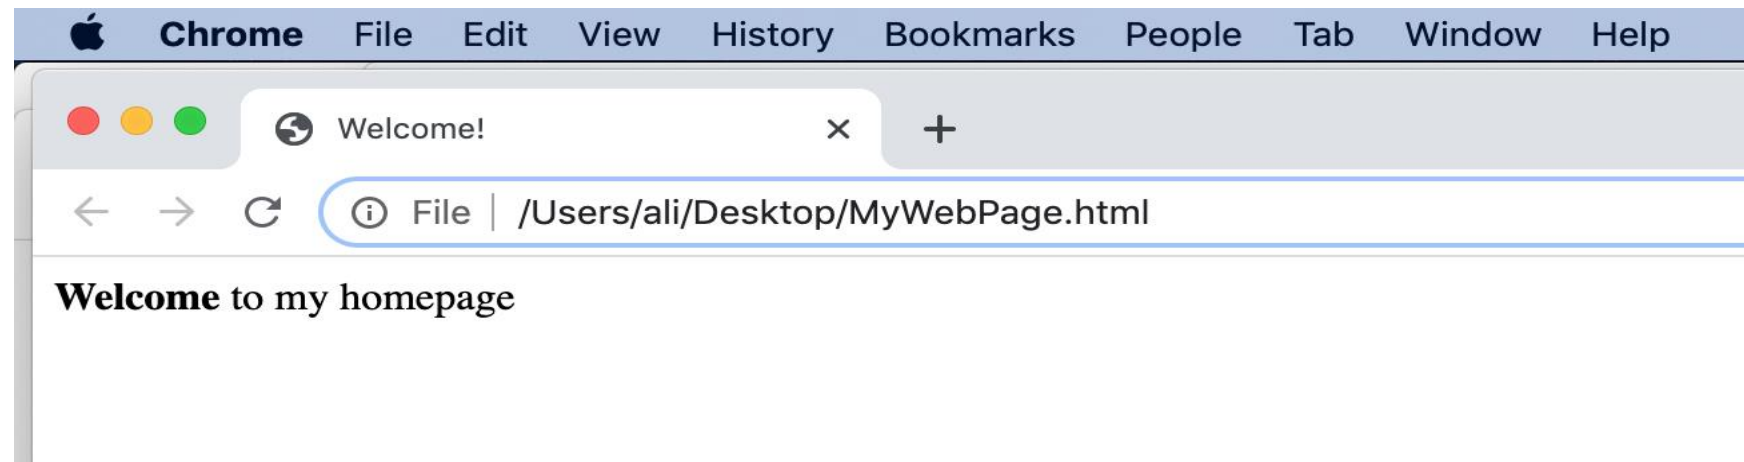 Chrome File Edit View History Bookmarks People Tab Window Help
Welcome!
File | /Users/ali/Desktop/MyWebPage.html
Welcome to my homepage